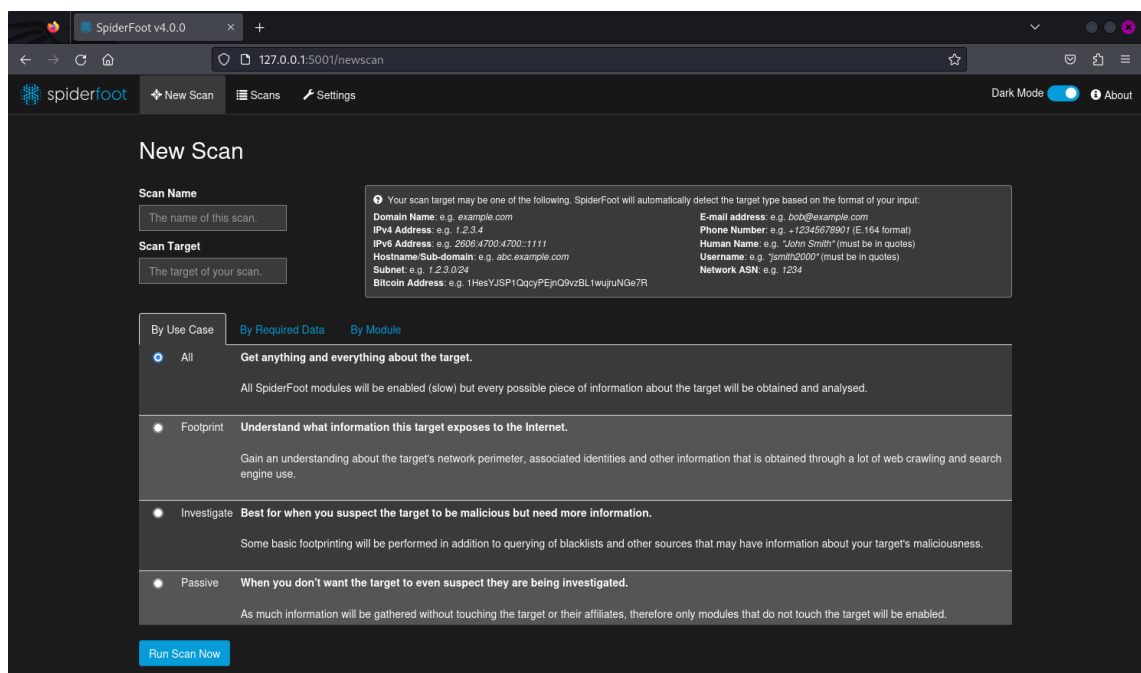 SpiderFoot v4.0.0
127.0.0.1:5001/newscan
spiderfoot
New Scan
Scans
Settings
Dark Mode
About
New Scan
Scan Name
The name of this scan.
Scan Target
The target of your scan.
Your scan target may be one of the following. SpiderFoot will automatically detect the target type based on the format of your input:
Domain Name: e.g. example.com
IPv4 Address: e.g. 1.2.3.4
IPv6 Address: e.g. 2606:4700:4700::1111
Hostname/Sub-domain: e.g. abc.example.com
Subnet: e.g. 1.2.3.0/24
Bitcoin Address: e.g. 1HesYJSP1QqcyPEjnQ9vzBL1wujruNGe7R
E-mail address: e.g. bob@example.com
Phone Number: e.g. +12345678901 (E.164 format)
Human Name: e.g. "John Smith" (must be in quotes)
Username: e.g. "jsmith2000" (must be in quotes)
Network ASN: e.g. 1234
By Use Case
By Required Data
By Module
All
Get anything and everything about the target.
All SpiderFoot modules will be enabled (slow) but every possible piece of information about the target will be obtained and analysed.
Footprint
Understand what information this target exposes to the Internet.
Gain an understanding about the target's network perimeter, associated identities and other information that is obtained through a lot of web crawling and search
engine use.
Investigate
Best for when you suspect the target to be malicious but need more information.
Some basic footprinting will be performed in addition to querying of blacklists and other sources that may have information about your target's maliciousness.
Passive
When you don't want the target to even suspect they are being investigated.
As much information will be gathered without touching the target or their affiliates, therefore only modules that do not touch the target will be enabled.
Run Scan Now